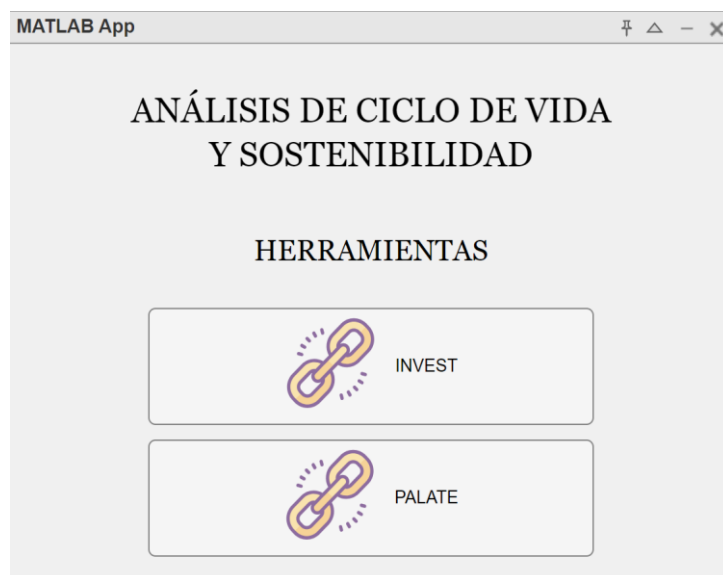 MATLAB App
ANÁLISIS DE CICLO DE VIDA
Y SOSTENIBILIDAD
HERRAMIENTAS
INVEST
PALATE